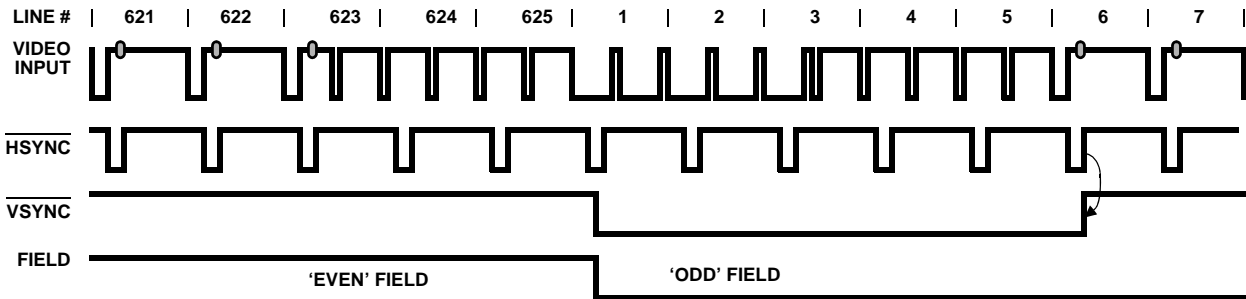 LINE # | 621 | 622 | 623 | 624 | 625 | 1 | 2 | 3 | 4 | 5 | 6 | 7 |
VIDEO
INPUT
HSYNC
VSYNC
FIELD
‘EVEN’ FIELD ‘ODD’ FIELD